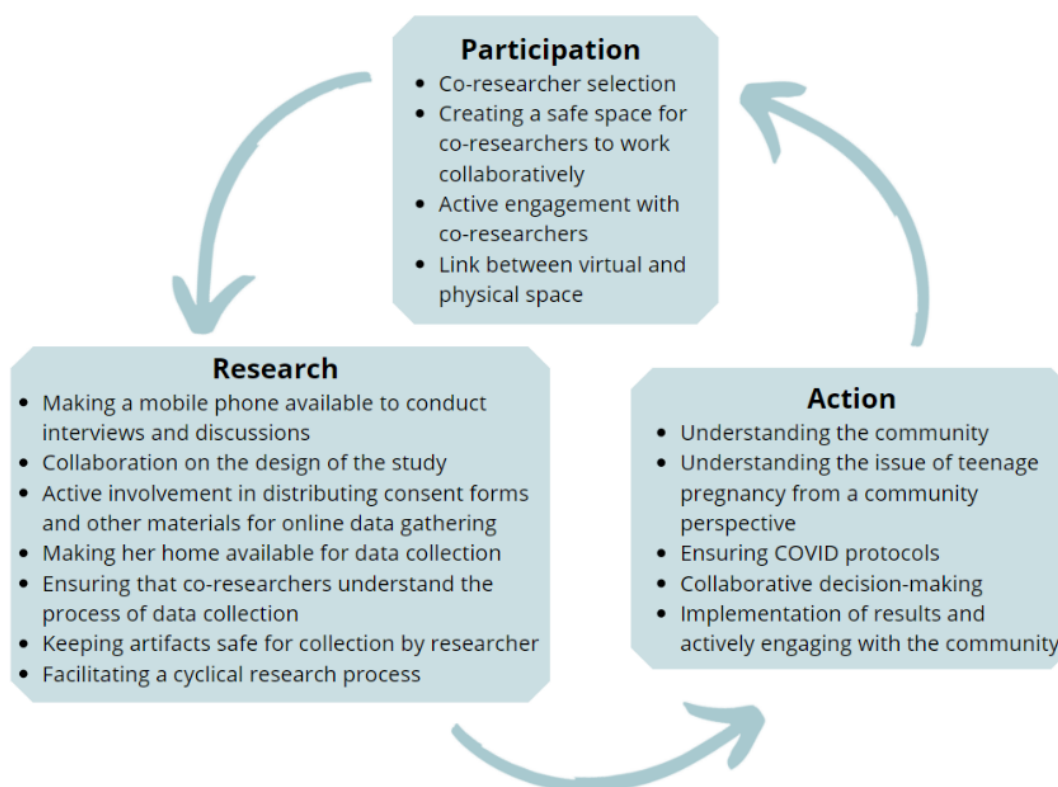 Participation
• Co-researcher selection
• Creating a safe space for
co-researchers to work
collaboratively
• Active engagement with
co-researchers
• Link between virtual and
physical space
Research
• Making a mobile phone available to conduct
interviews and discussions
• Collaboration on the design of the study
• Active involvement in distributing consent forms
and other materials for online data gathering
• Making her home available for data collection
• Ensuring that co-researchers understand the
process of data collection
• Keeping artifacts safe for collection by researcher
• Facilitating a cyclical research process
Action
• Understanding the community
• Understanding the issue of teenage
pregnancy from a community
perspective
• Ensuring COVID protocols
• Collaborative decision-making
• Implementation of results and
actively engaging with the community